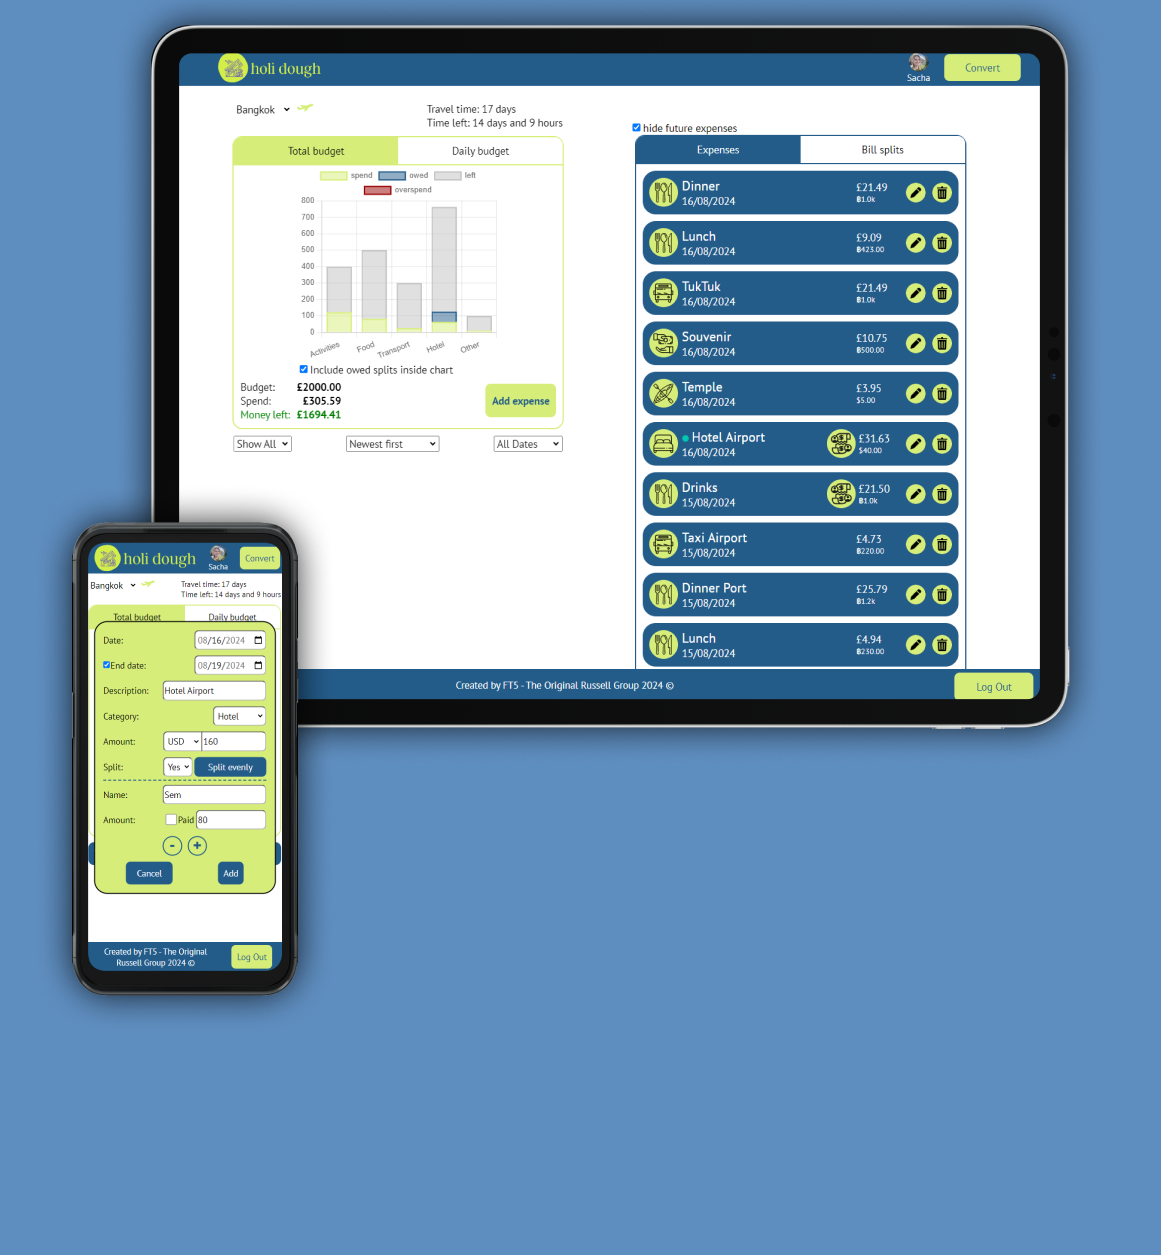 holi dough
Sacha
Convert
Bangkok
Travel time: 17 days
Time left: 14 days and 9 hours
Total budget
Daily budget
spend
owed
left
overspend
800
700
600
500
400
300
200
100
0
Activities
Food
Transport
Hotel
Other
Include owed splits inside chart
Budget: £2000.00
Spend: £305.59
Money left: £1694.41
Add expense
Show All
Newest first
All Dates
hide future expenses
Expenses
Bill splits
Dinner
16/08/2024
£21.49
฿1.0k
Lunch
16/08/2024
£9.09
฿423.00
TukTuk
16/08/2024
£21.49
฿1.0k
Souvenir
16/08/2024
£10.75
฿500.00
Temple
16/08/2024
£3.95
$5.00
Hotel Airport
16/08/2024
£31.63
$40.00
Drinks
15/08/2024
£21.50
฿1.0k
Taxi Airport
15/08/2024
£4.73
฿220.00
Dinner Port
15/08/2024
£25.79
฿1.2k
Lunch
15/08/2024
£4.94
฿230.00
Created by FT5 - The Original Russell Group 2024 ©
Log Out
holi dough
Sacha
Convert
Bangkok
Travel time: 17 days
Time left: 14 days and 9 hours
Total budget
Daily budget
Date: 08/16/2024
End date: 08/19/2024
Description: Hotel Airport
Category: Hotel
Amount: USD 160
Split: Yes Split evenly
Name: Sem
Amount: Paid 80
- +
Cancel
Add
Created by FT5 - The Original
Russell Group 2024 ©
Log Out